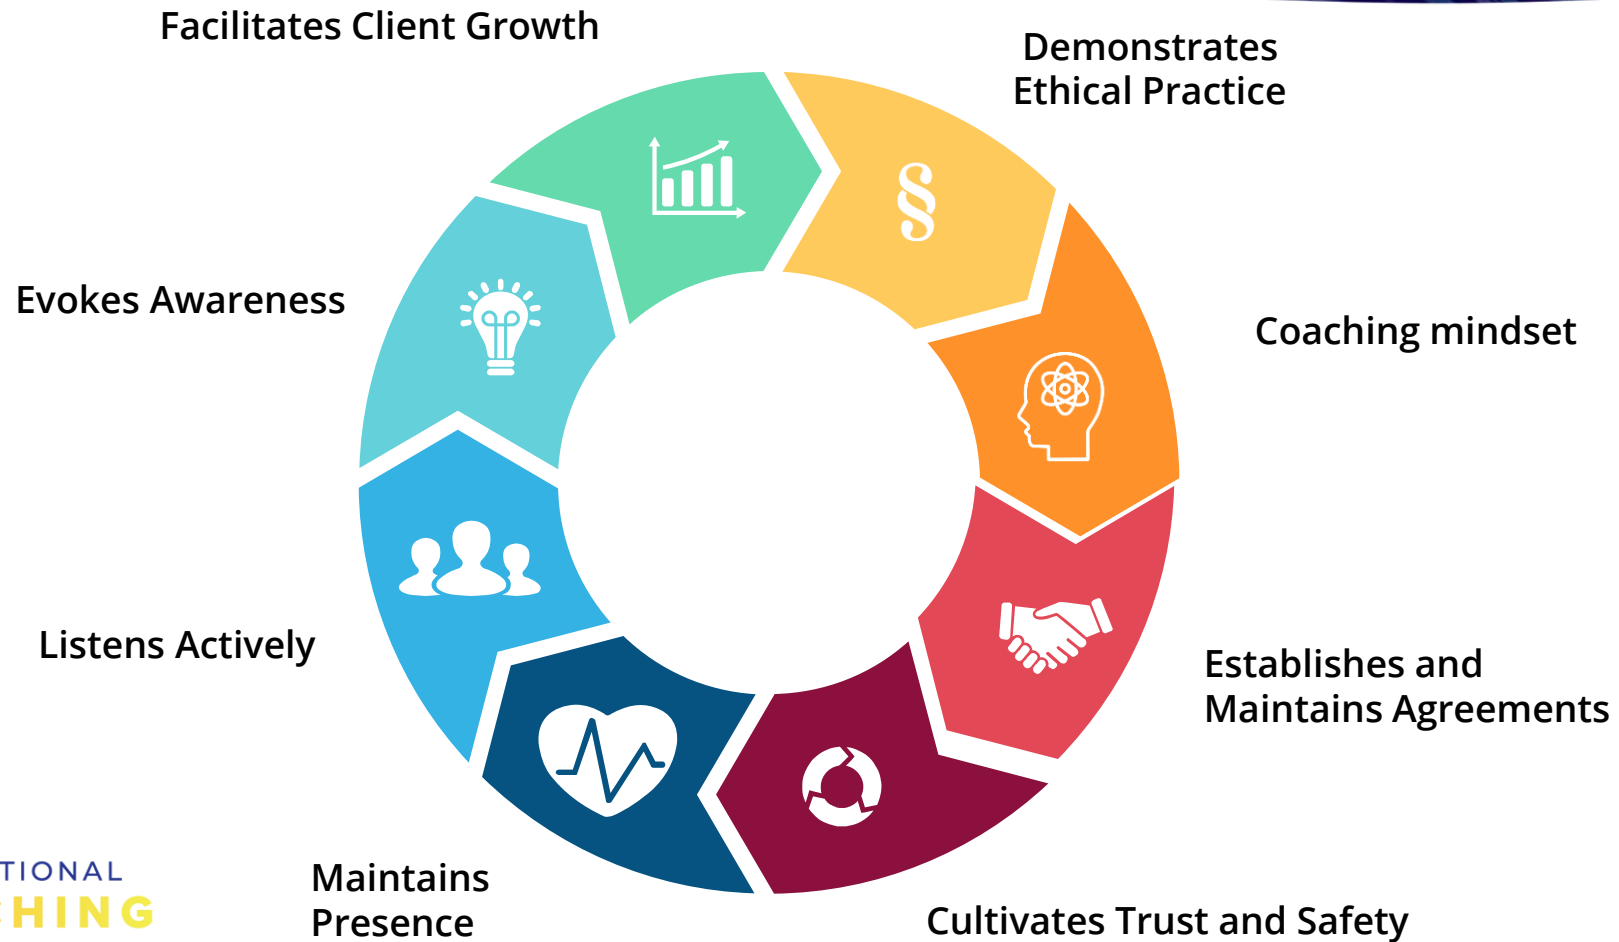 Facilitates Client Growth
Demonstrates
Ethical Practice
Evokes Awareness
§
Coaching mindset
Listens Actively
Establishes and
Maintains Agreements
TIONAL
CHING
Maintains
Presence
Cultivates Trust and Safety